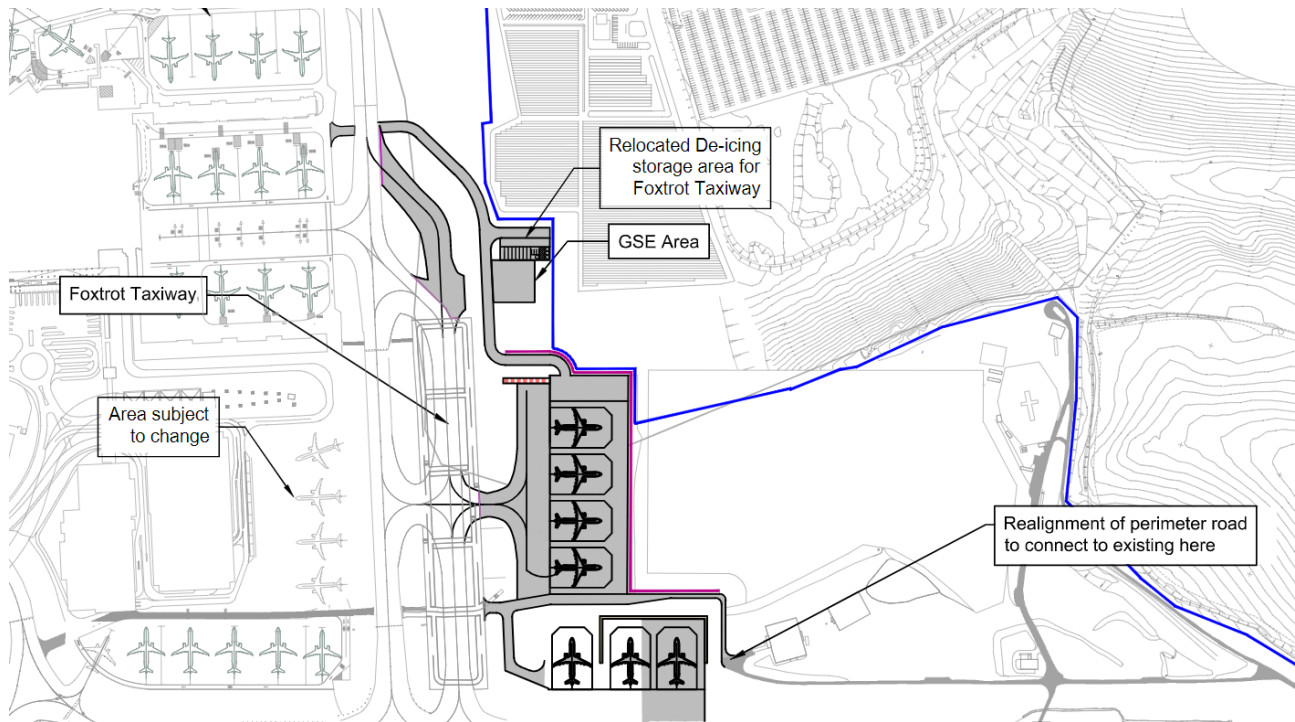 Relocated De-icing
storage area for
Foxtrot Taxiway
GSE Area
Foxtrot Taxiway
Area subject
to change
Realignment of perimeter road
to connect to existing here